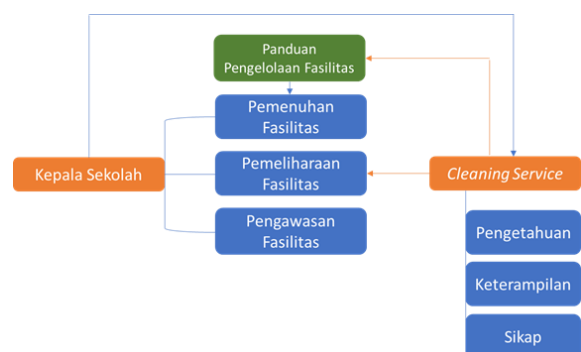 Panduan
Pengelolaan Fasilitas
Pemenuhan
Fasilitas
Kepala Sekolah
Pemeliharaan
Fasilitas
Cleaning Service
Pengawasan
Fasilitas
Pengetahuan
Keterampilan
Sikap